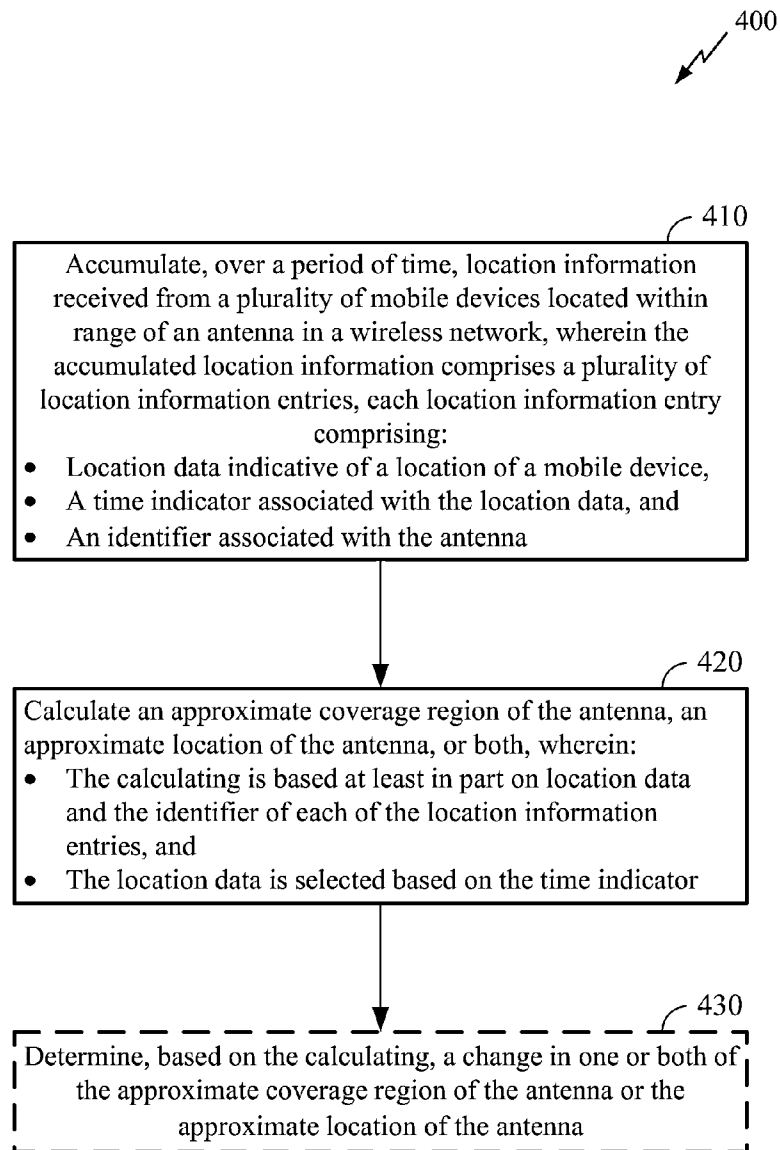 400
410
Accumulate, over a period of time, location information
received from a plurality of mobile devices located within
range of an antenna in a wireless network, wherein the
accumulated location information comprises a plurality of
location information entries, each location information entry
comprising:
• Location data indicative of a location of a mobile device,
• A time indicator associated with the location data, and
• An identifier associated with the antenna
420
Calculate an approximate coverage region of the antenna, an
approximate location of the antenna, or both, wherein:
• The calculating is based at least in part on location data
and the identifier of each of the location information
entries, and
• The location data is selected based on the time indicator
430
Determine, based on the calculating, a change in one or both of
the approximate coverage region of the antenna or the
approximate location of the antenna